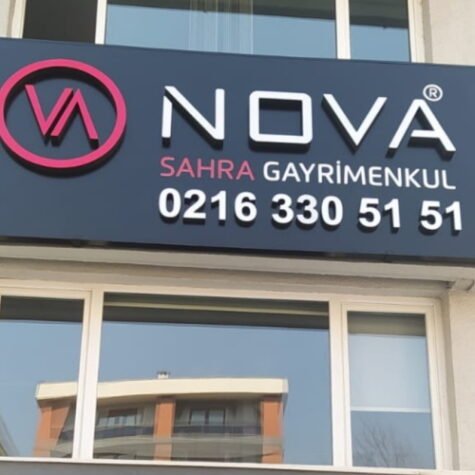 VA NOVA®
SAHRA GAYRİMENKUL
0216 330 51 51